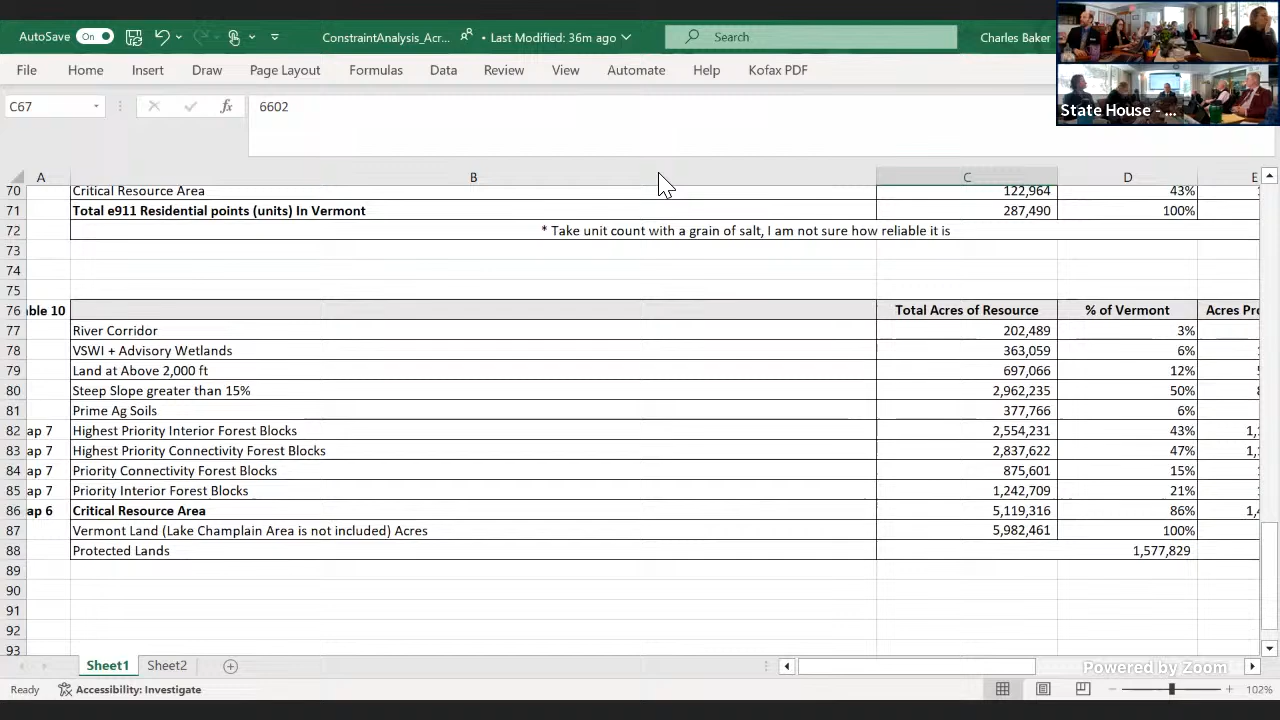 AutoSave On ConstraintAnalysis_Acr... • Last Modified: 36m ago Search Charles Baker
File Home Insert Draw Page Layout Formulas Data Review View Automate Help Kofax PDF
State House - ...
C67 fx 6602
A B C D E
70 Critical Resource Area 122,964 43%
71 Total e911 Residential points (units) In Vermont 287,490 100%
72 * Take unit count with a grain of salt, I am not sure how reliable it is
73
74
75
76 ble 10 Total Acres of Resource % of Vermont Acres Pro
77 River Corridor 202,489 3%
78 VSWI + Advisory Wetlands 363,059 6%
79 Land at Above 2,000 ft 697,066 12%
80 Steep Slope greater than 15% 2,962,235 50%
81 Prime Ag Soils 377,766 6%
82 ap 7 Highest Priority Interior Forest Blocks 2,554,231 43% 1,
83 ap 7 Highest Priority Connectivity Forest Blocks 2,837,622 47% 1,
84 ap 7 Priority Connectivity Forest Blocks 875,601 15%
85 ap 7 Priority Interior Forest Blocks 1,242,709 21%
86 ap 6 Critical Resource Area 5,119,316 86% 1,
87 Vermont Land (Lake Champlain Area is not included) Acres 5,982,461 100%
88 Protected Lands 1,577,829
89
90
91
92
93
Sheet1 Sheet2
Powered by Zoom
Ready Accessibility: Investigate 102%